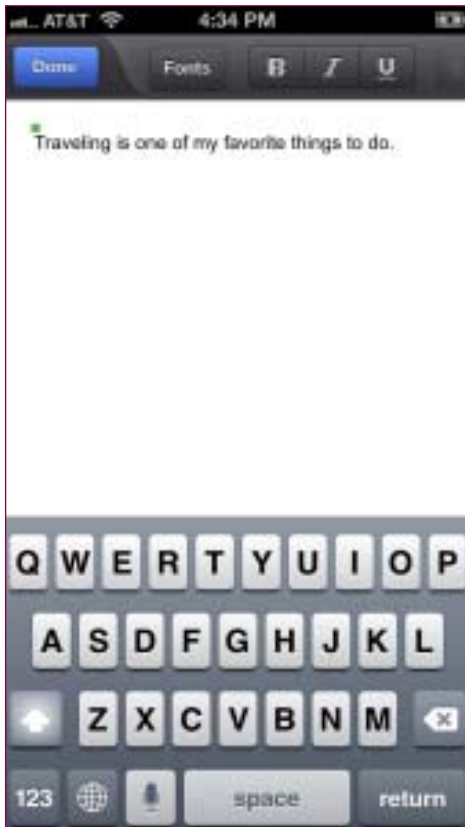 AT&T 4:34 PM
Done Fonts B I U
Traveling is one of my favorite things to do.
Q W E R T Y U I O P
A S D F G H J K L
Z X C V B N M
123 space return